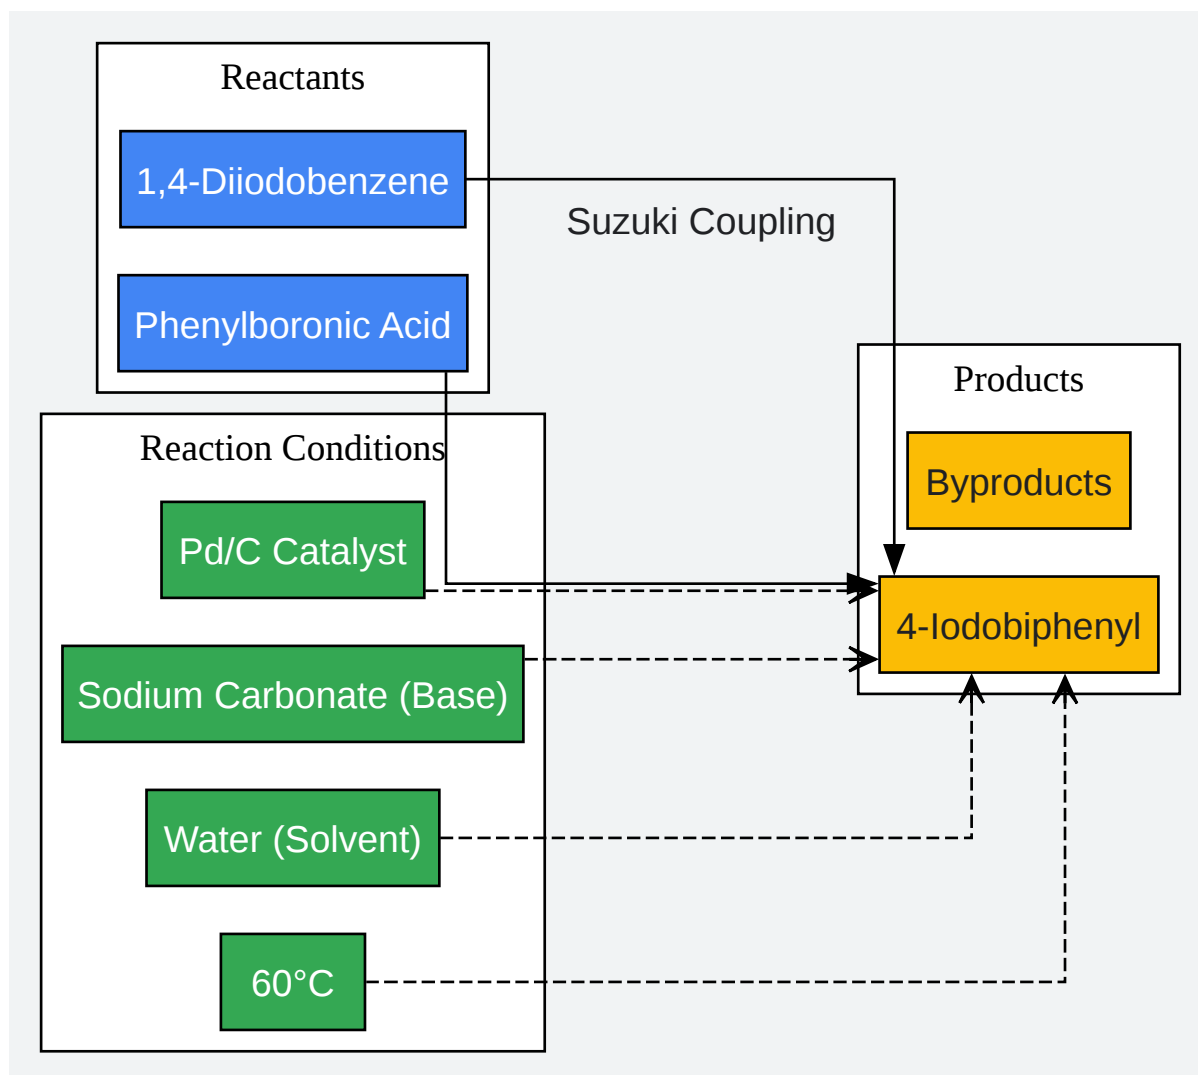 Reactants
1,4-Diiodobenzene
Suzuki Coupling
Phenylboronic Acid
Products
Byproducts
4-Iodobiphenyl
Reaction Conditions
Pd/C Catalyst
Sodium Carbonate (Base)
Water (Solvent)
60°C